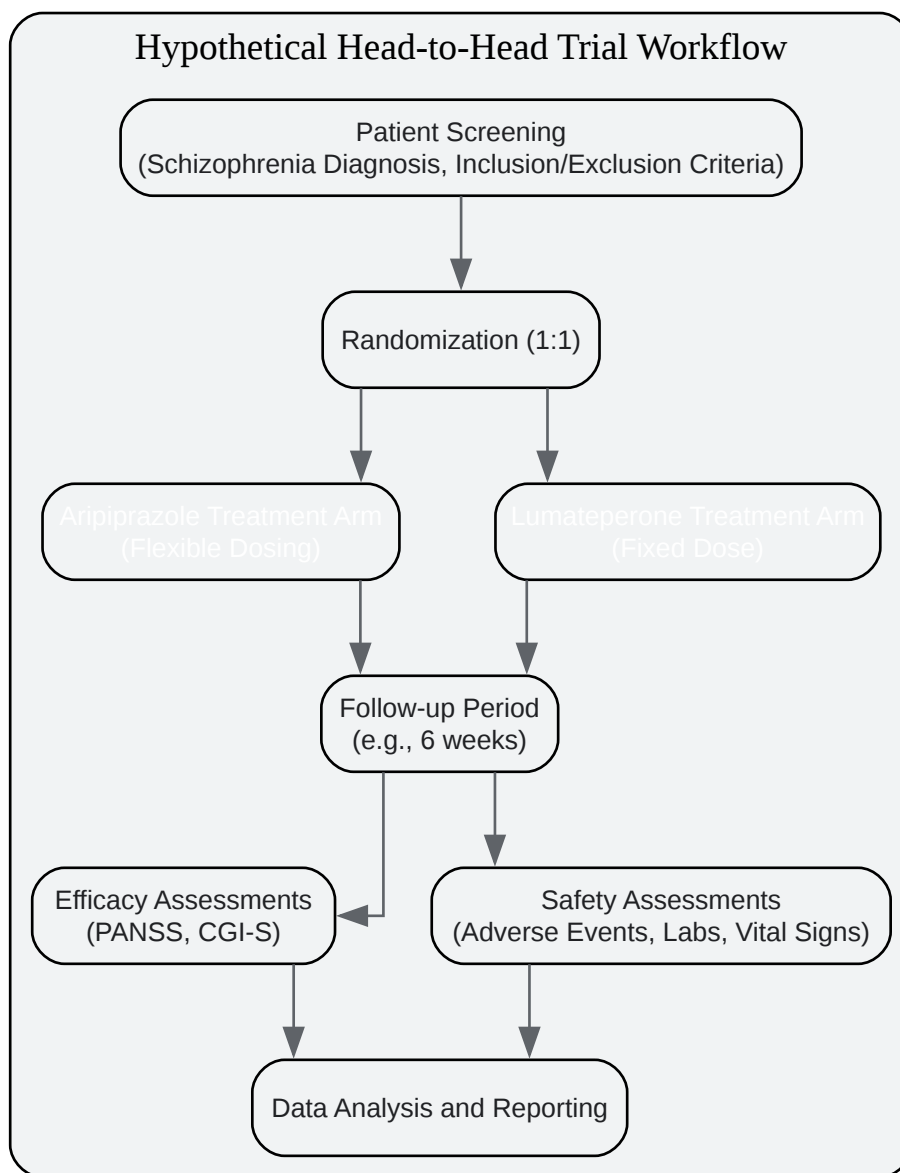 Hypothetical Head-to-Head Trial Workflow
Patient Screening
(Schizophrenia Diagnosis, Inclusion/Exclusion Criteria)
Randomization (1:1)
Aripiprazole Treatment Arm
(Flexible Dosing)
Lumateperone Treatment Arm
(Fixed Dose)
Follow-up Period
(e.g., 6 weeks)
Efficacy Assessments
(PANSS, CGI-S)
Safety Assessments
(Adverse Events, Labs, Vital Signs)
Data Analysis and Reporting